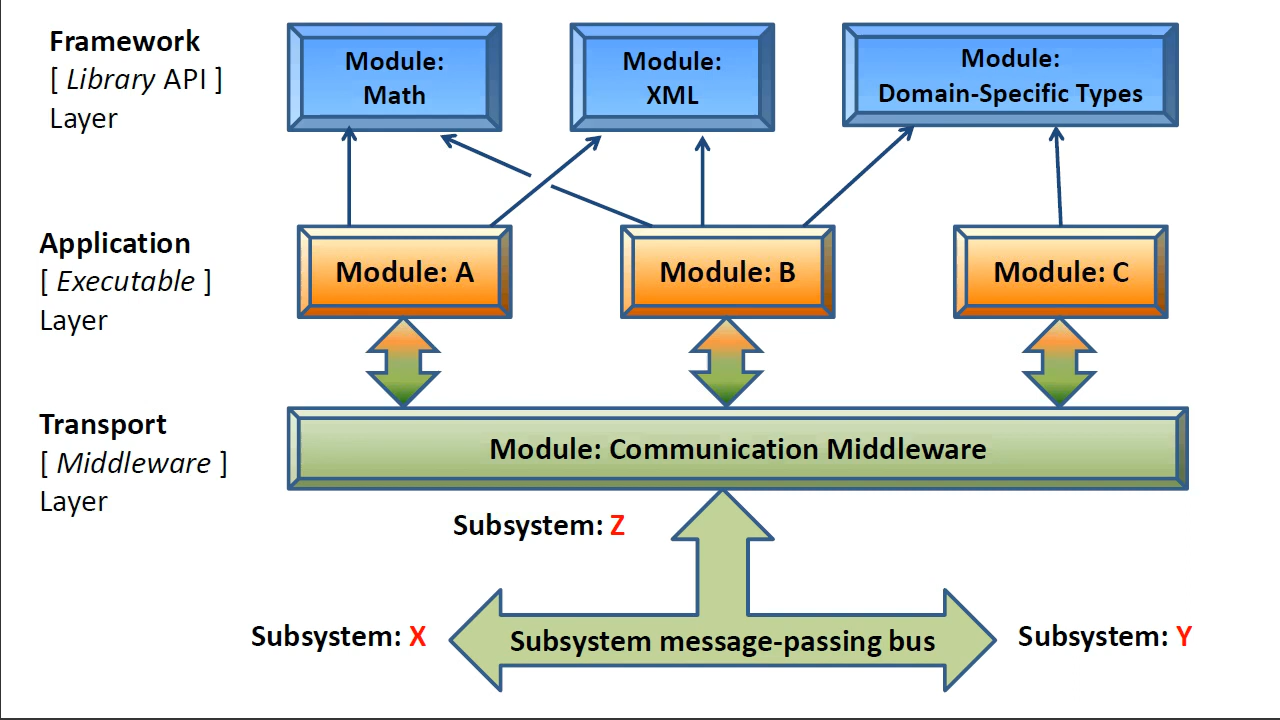 Framework
[ Library API ]
Layer
Module:
Math
Module:
XML
Module:
Domain-Specific Types
Application
[ Executable ]
Layer
Module: A
Module: B
Module: C
Transport
[ Middleware ]
Layer
Module: Communication Middleware
Subsystem: Z
Subsystem: X
Subsystem message-passing bus
Subsystem: Y